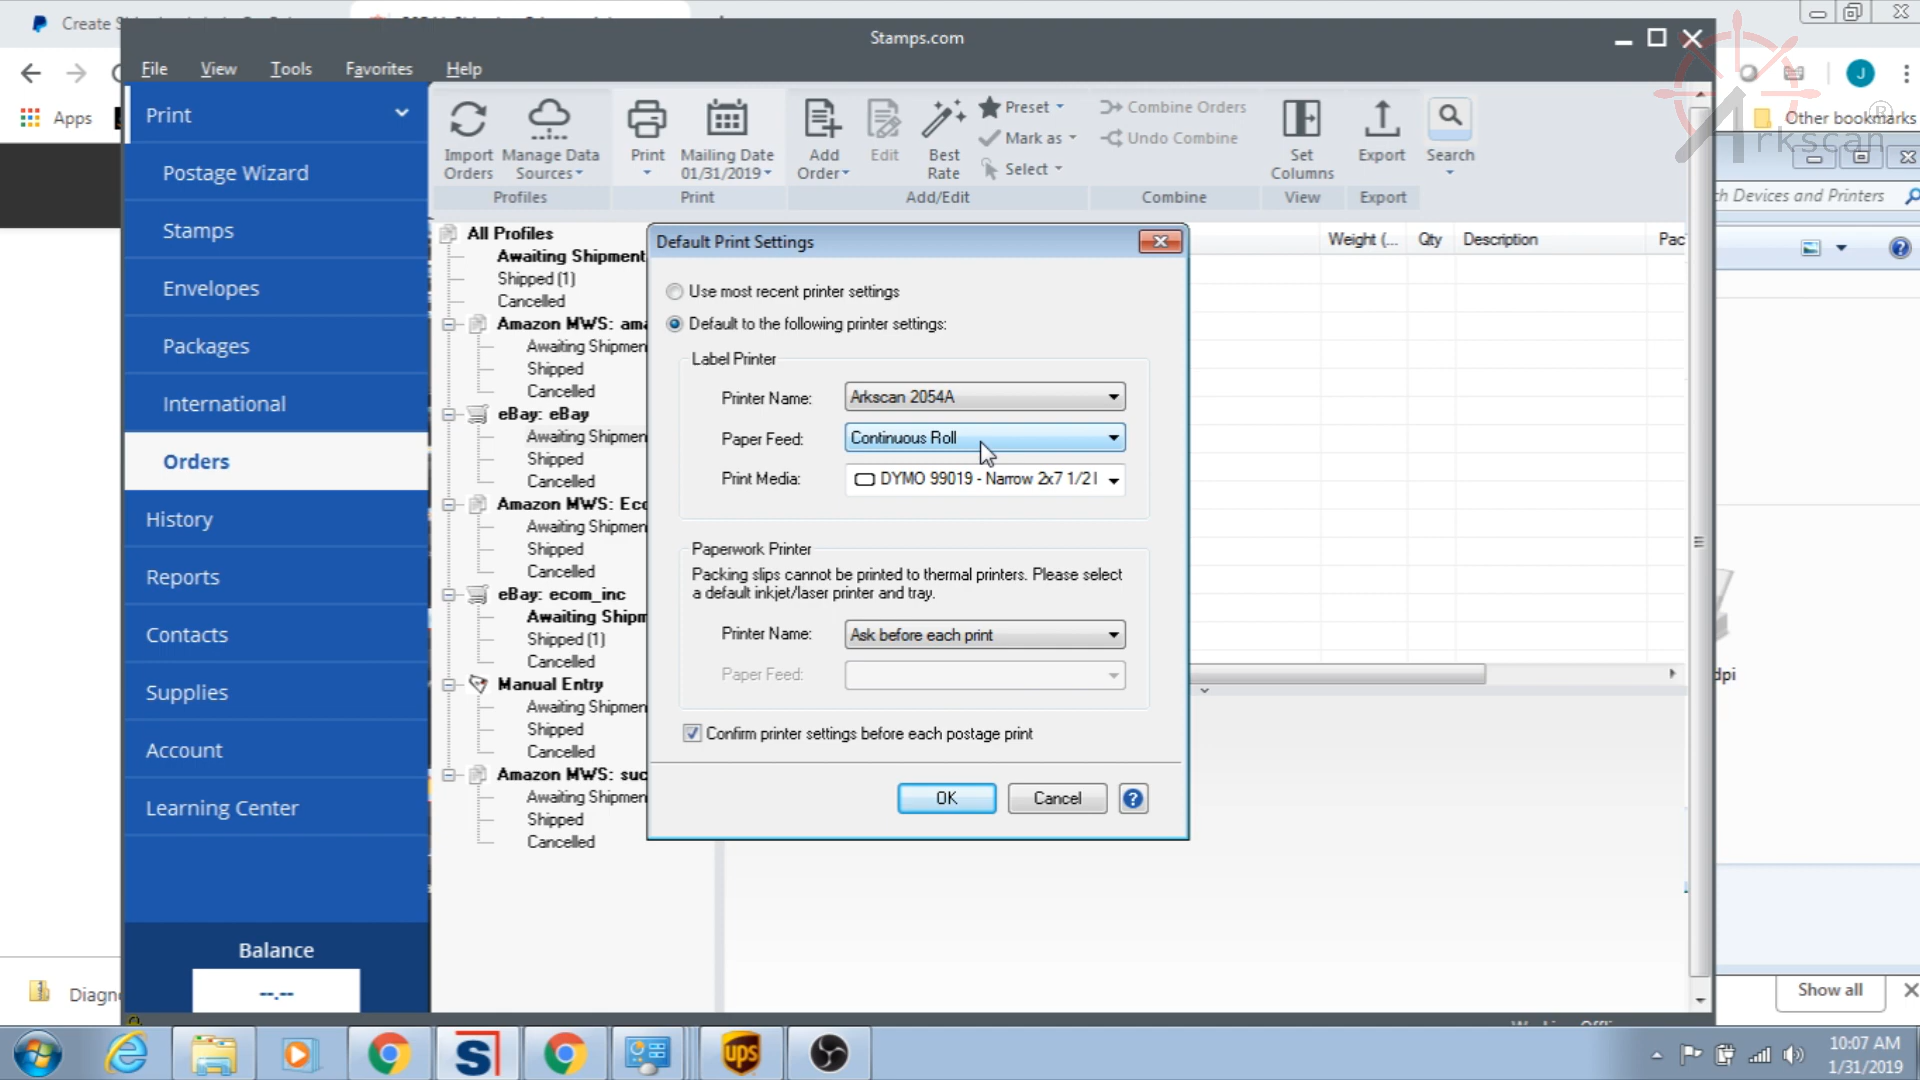 Create
Stamps.com
File View Tools Favorites Help
Apps
Other bookmarks
J
Arkscan®
Print
Postage Wizard
Stamps
Envelopes
Packages
International
Orders
History
Reports
Contacts
Supplies
Account
Learning Center
Balance
--.--
Import Orders
Manage Data Sources
Profiles
Print
Mailing Date 01/31/2019
Print
Add Order
Edit
Best Rate
Preset
Mark as
Select
Add/Edit
Combine Orders
Undo Combine
Combine
Set Columns
View
Export
Export
Search
Devices and Printers
All Profiles
Awaiting Shipment
Shipped (1)
Cancelled
Amazon MWS:
Awaiting Shipmen
Shipped
Cancelled
eBay: eBay
Awaiting Shipmen
Shipped
Cancelled
Amazon MWS: Eco
Awaiting Shipmen
Shipped
Cancelled
eBay: ecom_inc
Awaiting Shipm
Shipped (1)
Cancelled
Manual Entry
Awaiting Shipmen
Shipped
Cancelled
Amazon MWS: suc
Awaiting Shipmen
Shipped
Cancelled
Weight (... Qty Description Pac
Default Print Settings
Use most recent printer settings
Default to the following printer settings:
Label Printer
Printer Name: Arkscan 2054A
Paper Feed: Continuous Roll
Print Media: DYMO 99019 - Narrow 2x7 1/2
Paperwork Printer
Packing slips cannot be printed to thermal printers. Please select
a default inkjet/laser printer and tray.
Printer Name: Ask before each print
Paper Feed:
Confirm printer settings before each postage print
OK Cancel
dpi
Diagn
Show all
ups
10:07 AM
1/31/2019